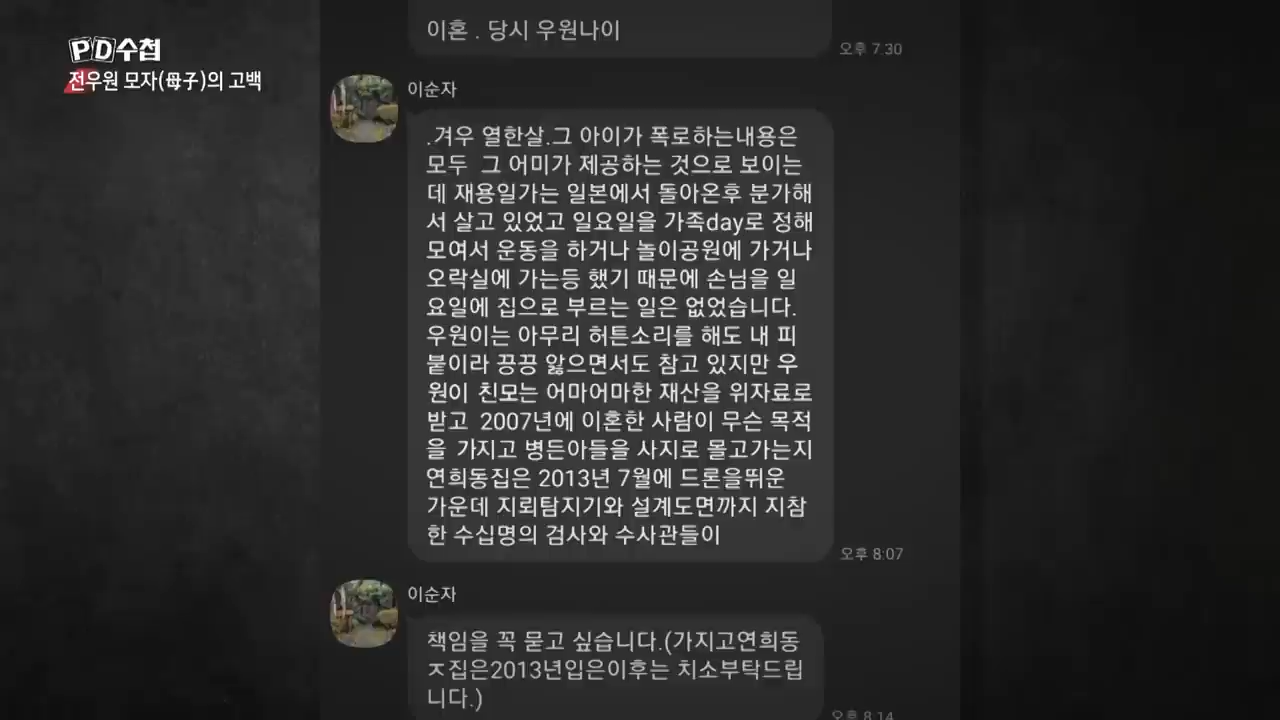 PD수첩
전우원 모자(母子)의 고백
이혼 . 당시 우원나이
오후 7:30
이순자
.겨우 열한살.그 아이가 폭로하는내용은
모두 그 어미가 제공하는 것으로 보이는
데 재용일가는 일본에서 돌아온후 분가해
서 살고 있었고 일요일을 가족day로 정해
모여서 운동을 하거나 놀이공원에 가거나
오락실에 가는등 했기 때문에 손님을 일
요일에 집으로 부르는 일은 없었습니다.
우원이는 아무리 허튼소리를 해도 내 피
붙이라 끙끙 앓으면서도 참고 있지만 우
원이 친모는 어마어마한 재산을 위자료로
받고 2007년에 이혼한 사람이 무슨 목적
을 가지고 병든아들을 사지로 몰고가는지
연희동집은 2013년 7월에 드론을띄운
가운데 지뢰탐지기와 설계도면까지 지참
한 수십명의 검사와 수사관들이
오후 8:07
이순자
책임을 꼭 묻고 싶습니다.(가지고연희동
ㅈ집은2013년입은이후는 치소부탁드립
니다.)
오후 8:14